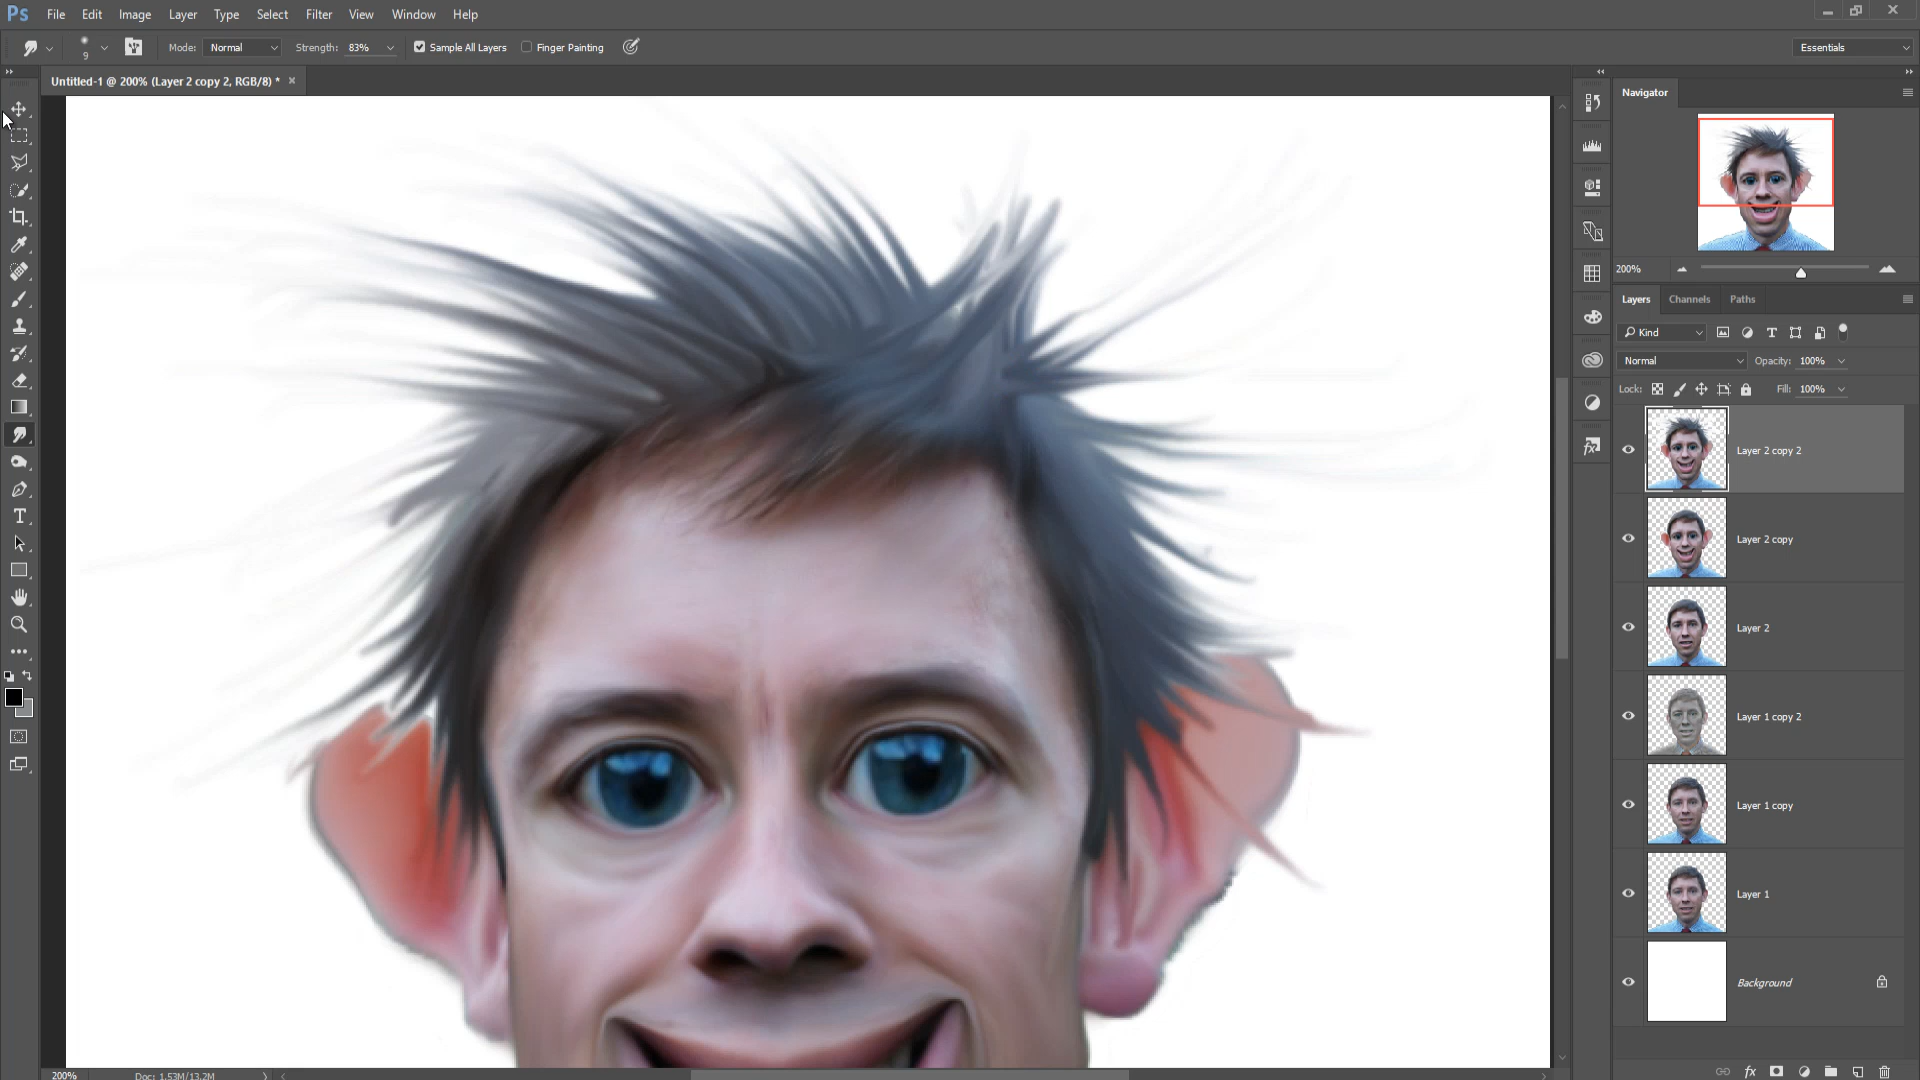 Ps File Edit Image Layer Type Select Filter View Window Help
9 Mode: Normal Strength: 83% Sample All Layers Finger Painting Essentials
Untitled-1 @ 200% (Layer 2 copy 2, RGB/8) *
Navigator
200%
Layers Channels Paths
Kind
Normal Opacity: 100%
Lock: Fill: 100%
Layer 2 copy 2
Layer 2 copy
Layer 2
Layer 1 copy 2
Layer 1 copy
Layer 1
Background
200% Doc: 1.53M/13.2M